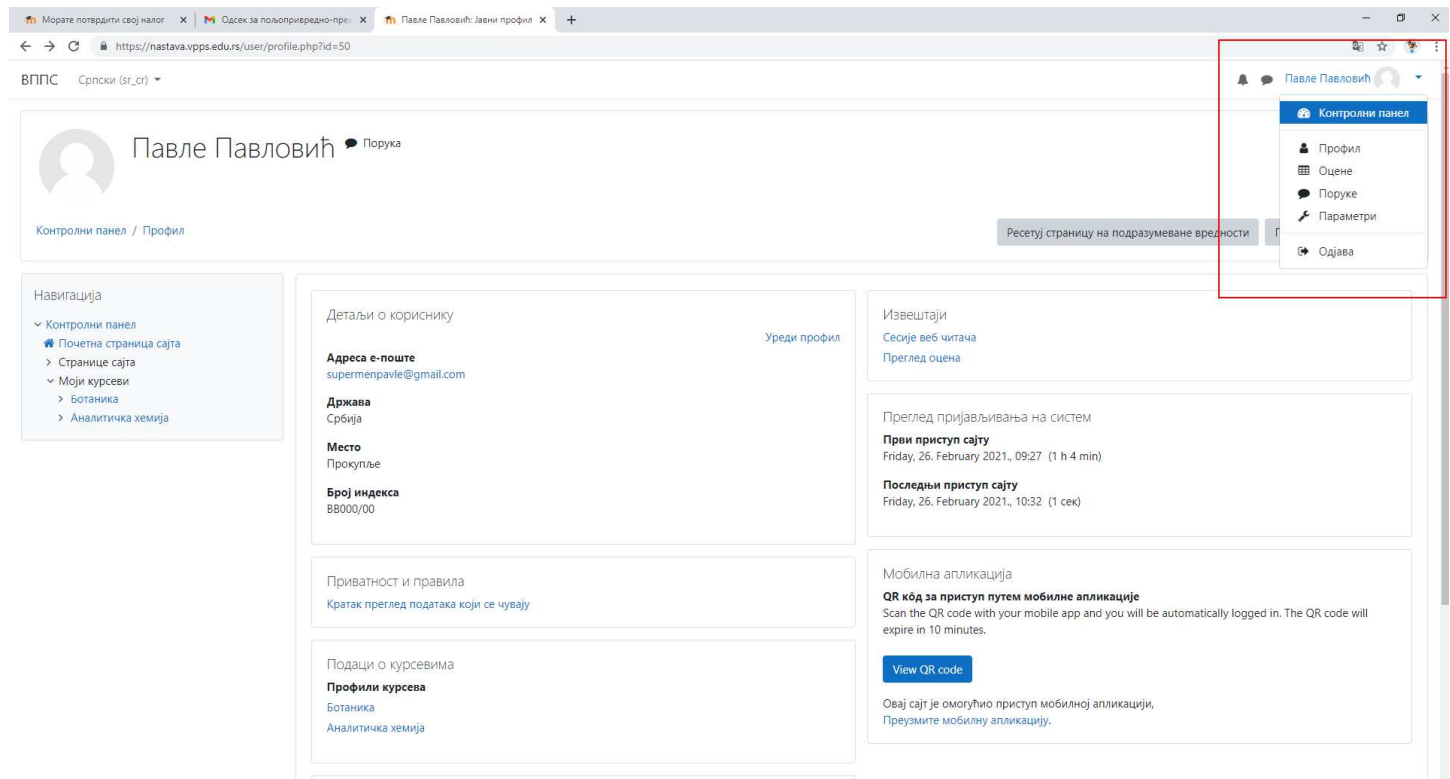 Морате потврдити свој налог
Одсек за пољопривредно-пре
Павле Павловић: Јавни профил
https://nastava.vpps.edu.rs/user/profile.php?id=50
ВППС Српски (sr_cr)
Павле Павловић
Контролни панел
Профил
Оцене
Поруке
Параметри
Одјава
Павле Павловић Порука
Контролни панел / Профил
Ресетуј страницу на подразумеване вредности
Навигација
Контролни панел
Почетна страница сајта
Странице сајта
Моји курсеви
Ботаника
Аналитичка хемија
Детаљи о кориснику
Уреди профил
Адреса е-поште
supermenpavle@gmail.com
Држава
Србија
Место
Прокупље
Број индекса
BB000/00
Приватност и правила
Кратак преглед података који се чувају
Подаци о курсевима
Профили курсева
Ботаника
Аналитичка хемија
Извештаји
Сесије веб читача
Преглед оцена
Преглед пријављивања на систем
Први приступ сајту
Friday, 26. February 2021., 09:27 (1 h 4 min)
Последњи приступ сајту
Friday, 26. February 2021., 10:32 (1 сек)
Мобилна апликација
QR кôд за приступ путем мобилне апликације
Scan the QR code with your mobile app and you will be automatically logged in. The QR code will
expire in 10 minutes.
View QR code
Овај сајт је омогућио приступ мобилној апликацији,
Преузмите мобилну апликацију.